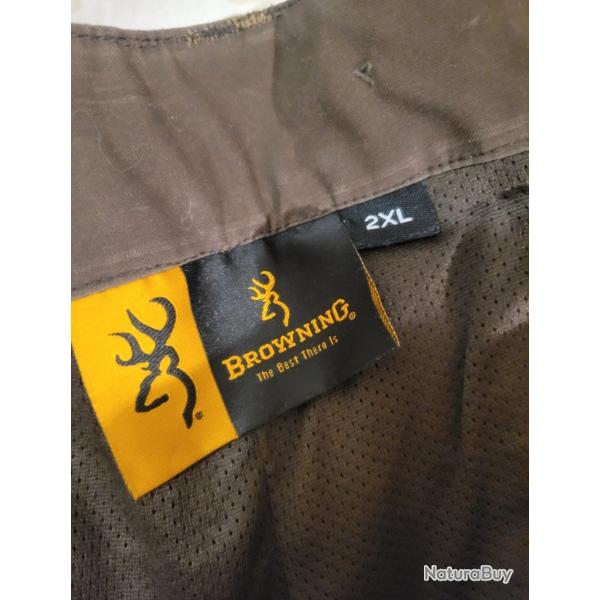 2XL
BROWNING®
The Best There Is
®
NaturaBuy